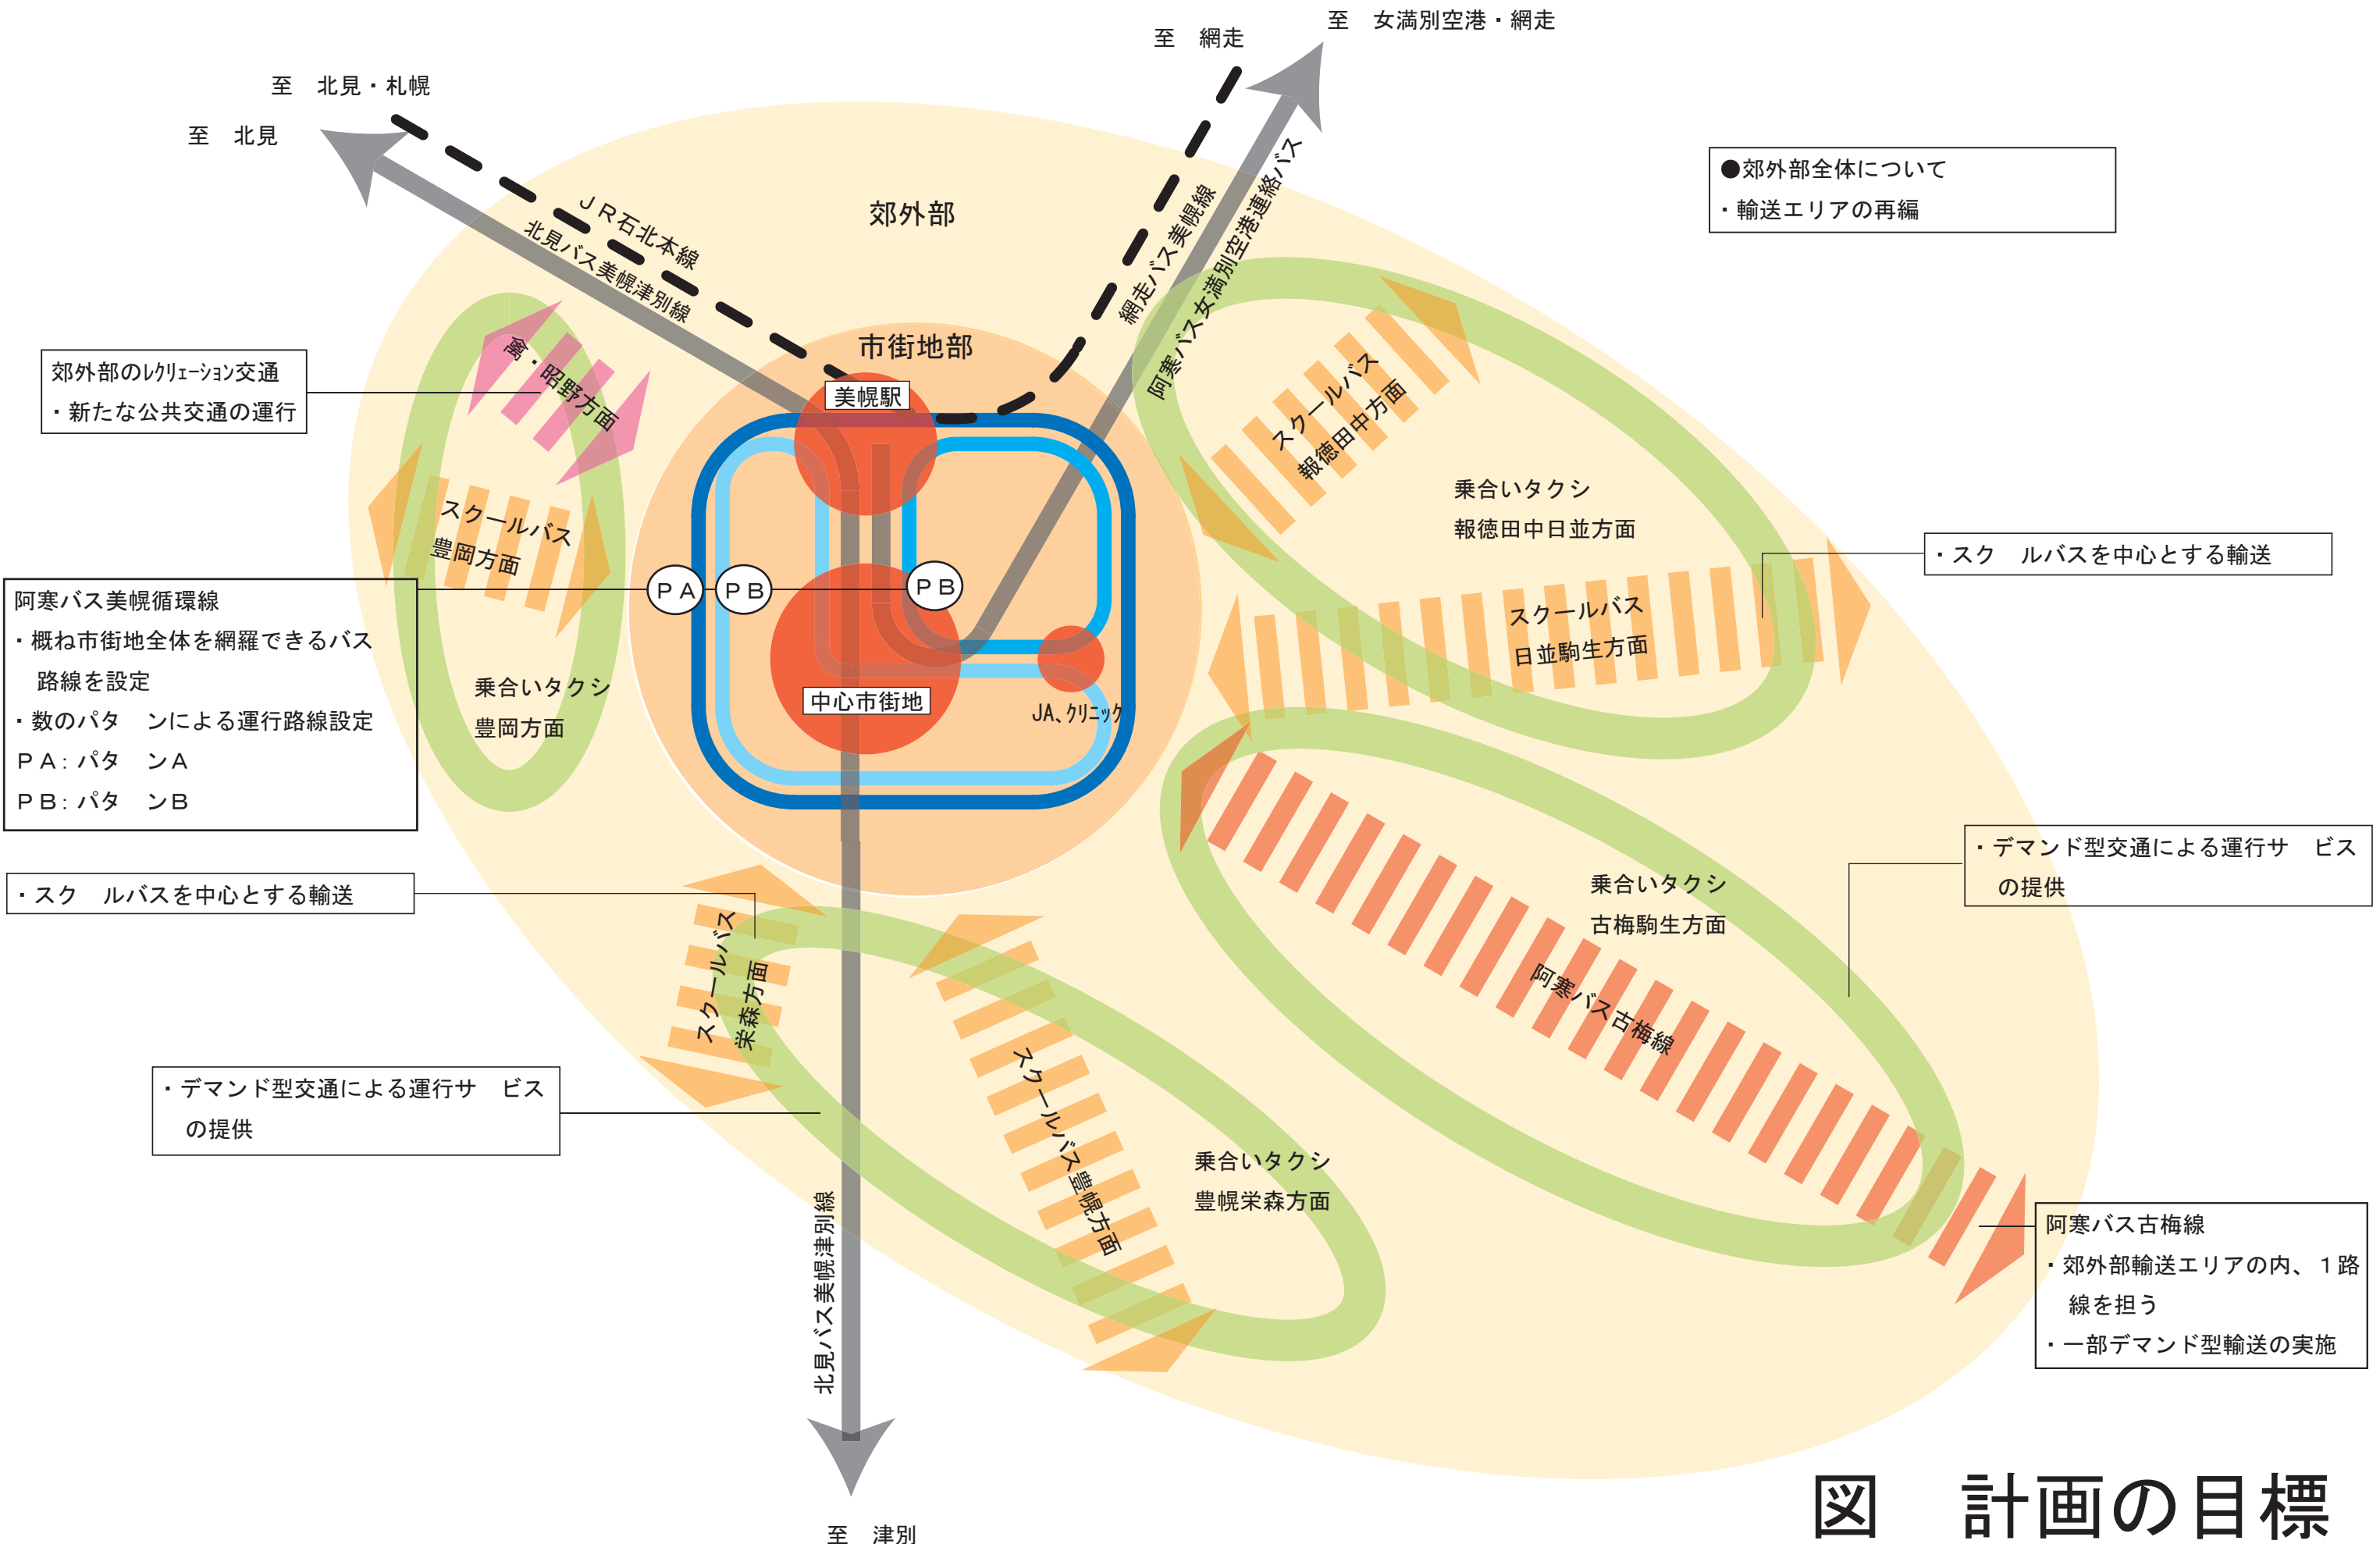 至　女満別空港・網走
至　網走
至　北見・札幌
至　北見
ＪＲ石北本線
北見バス美幌津別線
郊外部
網走バス美幌線
阿寒バス女満別空港連絡バス
●郊外部全体について
・輸送エリアの再編
市街地部
美幌駅
郊外部のﾚｸﾘｪｰｼｮﾝ交通
・新たな公共交通の運行
禽・昭野方面
スクールバス
報徳田中方面
乗合いタクシ
報徳田中日並方面
スクールバス
豊岡方面
・スク　ルバスを中心とする輸送
阿寒バス美幌循環線
・概ね市街地全体を網羅できるバス
路線を設定
・数のパタ　ンによる運行路線設定
ＰＡ：パタ　ンＡ
ＰＢ：パタ　ンＢ
ＰＡ
ＰＢ
ＰＢ
スクールバス
日並駒生方面
乗合いタクシ
豊岡方面
中心市街地
JA、ｸﾘﾆｯｸ
・スク　ルバスを中心とする輸送
スクールバス
栄森方面
・デマンド型交通による運行サ　ビス
の提供
乗合いタクシ
古梅駒生方面
阿寒バス古梅線
・デマンド型交通による運行サ　ビス
の提供
スクールバス豊幌方面
乗合いタクシ
豊幌栄森方面
北見バス美幌津別線
阿寒バス古梅線
・郊外部輸送エリアの内、１路
線を担う
・一部デマンド型輸送の実施
至　津別
図　計画の目標